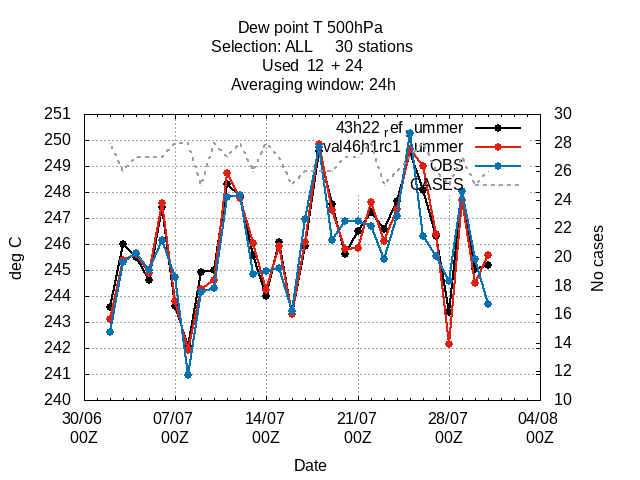 Dew point T 500hPa
Selection: ALL 30 stations
Used 12 + 24
Averaging window: 24h
251
250
249
248
247
246
245
244
243
242
241
240
30
28
26
24
22
20
18
16
14
12
10
deg C
No cases
43h22_ref
OBS
CASES
30/06 07/07 14/07 21/07 28/07 04/08
00Z 00Z 00Z 00Z 00Z 00Z
Date